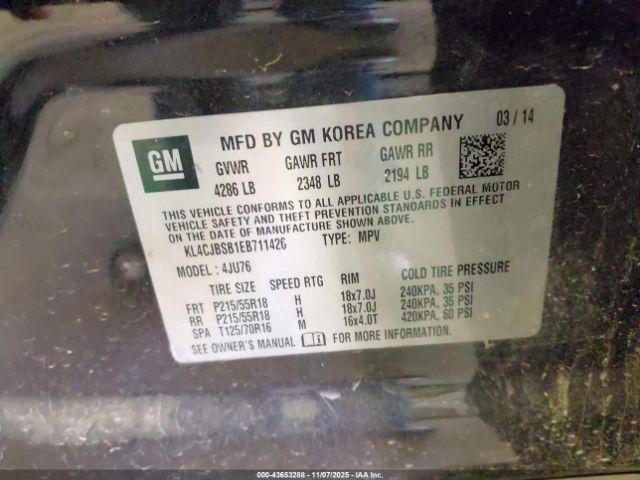 GM
MFD BY GM KOREA COMPANY 03 / 14
GVWR GAWR FRT GAWR RR
4286 LB 2348 LB 2194 LB
THIS VEHICLE CONFORMS TO ALL APPLICABLE U.S. FEDERAL MOTOR
VEHICLE SAFETY AND THEFT PREVENTION STANDARDS IN EFFECT
ON THE DATE OF MANUFACTURE SHOWN ABOVE.
KL4CJBSB1EB711426 TYPE: MPV
MODEL: 4JU76
TIRE SIZE SPEED RTG RIM COLD TIRE PRESSURE
FRT P215/55R18 H 18x7.0J 240KPA, 35 PSI
RR P215/55R18 H 18x7.0J 240KPA, 35 PSI
SPA T125/70R16 M 16x4.0T 420KPA, 60 PSI
SEE OWNER'S MANUAL FOR MORE INFORMATION.
000-43653288 - 11/07/2025 - IAA Inc.